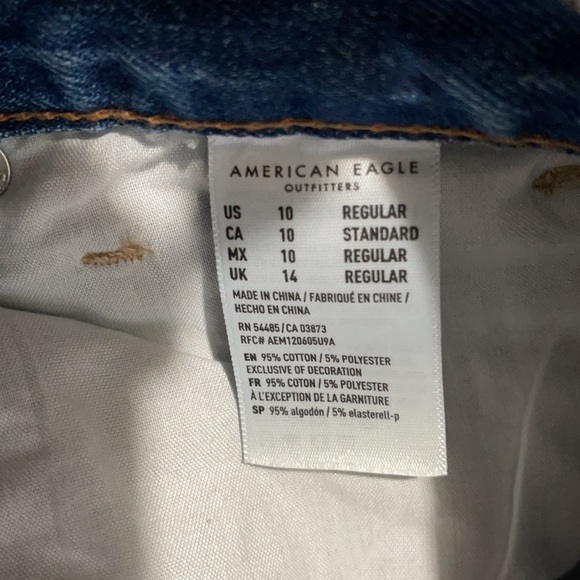 AMERICAN EAGLE
OUTFITTERS
US 10 REGULAR
CA 10 STANDARD
MX 10 REGULAR
UK 14 REGULAR
MADE IN CHINA / FABRIQUÉ EN CHINE /
HECHO EN CHINA
RN 54485 / CA 03873
RFC# AEM120605U9A
EN 95% COTTON / 5% POLYESTER
EXCLUSIVE OF DECORATION
FR 95% COTON / 5% POLYESTER
À L'EXCEPTION DE LA GARNITURE
SP 95% algodón / 5% elasterell-p